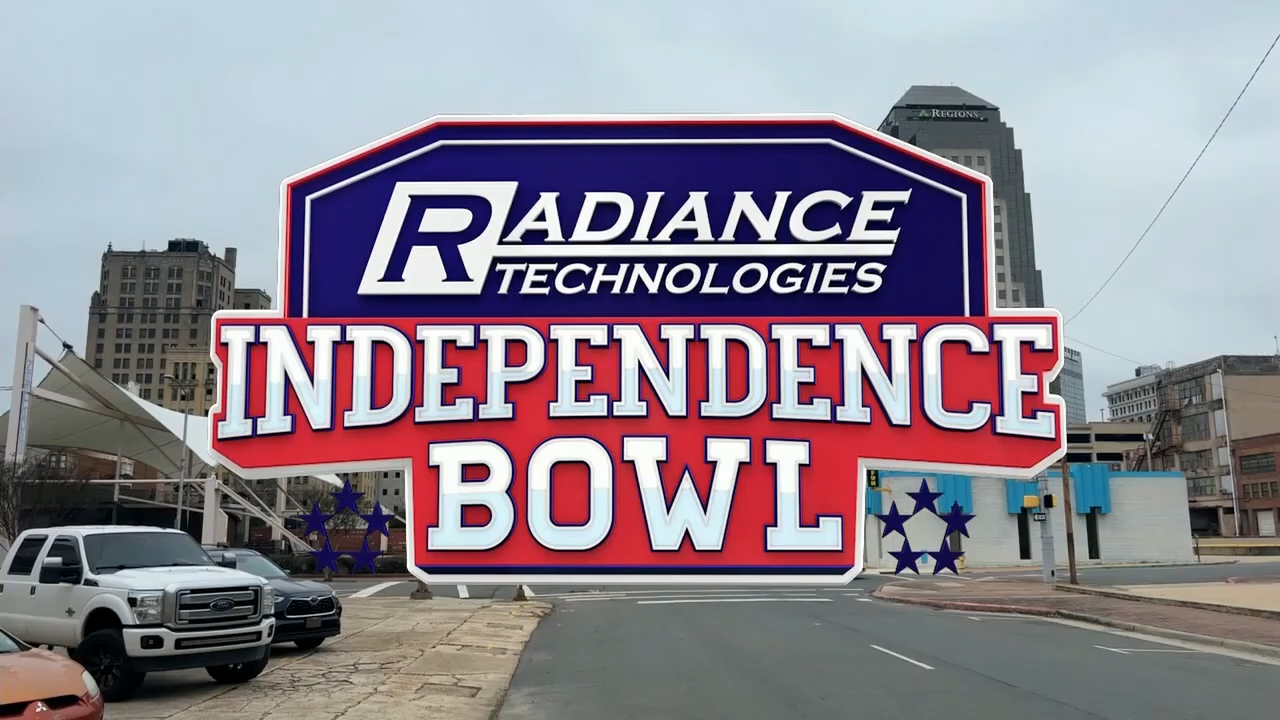 REGIONS
RADIANCE
TECHNOLOGIES
INDEPENDENCE
BOWL